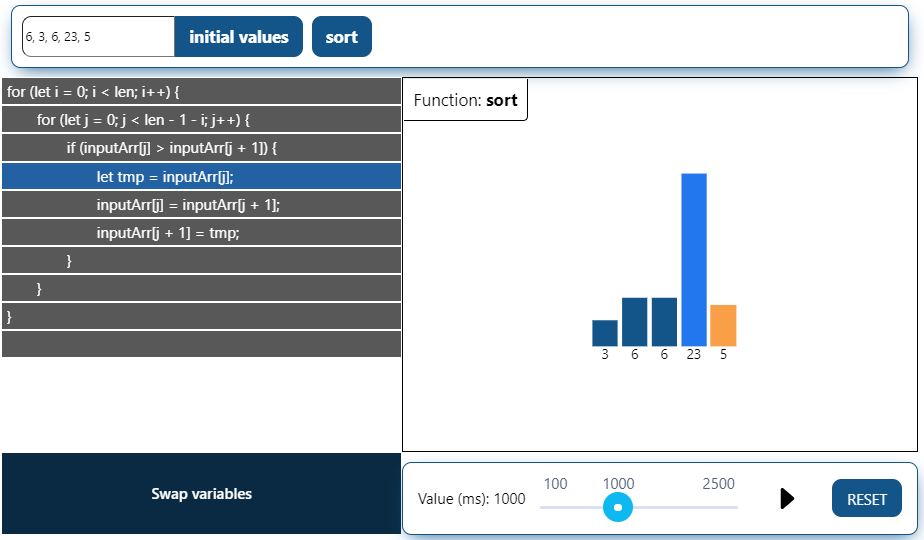 6, 3, 6, 23, 5
initial values
sort
for (let i = 0; i < len; i++) {
for (let j = 0; j < len - 1 - i; j++) {
if (inputArr[j] > inputArr[j + 1]) {
let tmp = inputArr[j];
inputArr[j] = inputArr[j + 1];
inputArr[j + 1] = tmp;
}
}
}
Swap variables
Function: sort
3 6 6 23 5
100 1000 2500
Value (ms): 1000
RESET